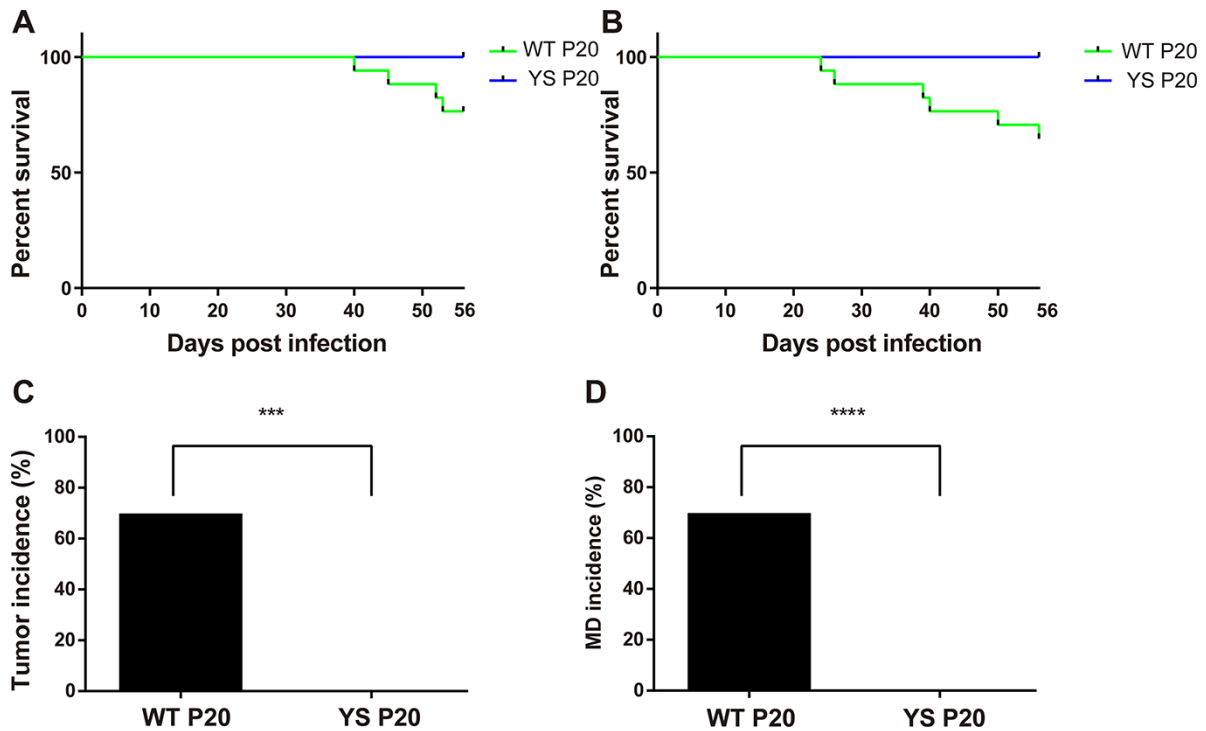 A
Percent survival
100
50
0
0 10 20 30 40 50 56
Days post infection
WT P20
YS P20
B
Percent survival
100
50
0
0 10 20 30 40 50 56
Days post infection
WT P20
YS P20
C
***
Tumor incidence (%)
100
80
60
40
20
0
WT P20 YS P20
D
****
MD incidence (%)
100
80
60
40
20
0
WT P20 YS P20